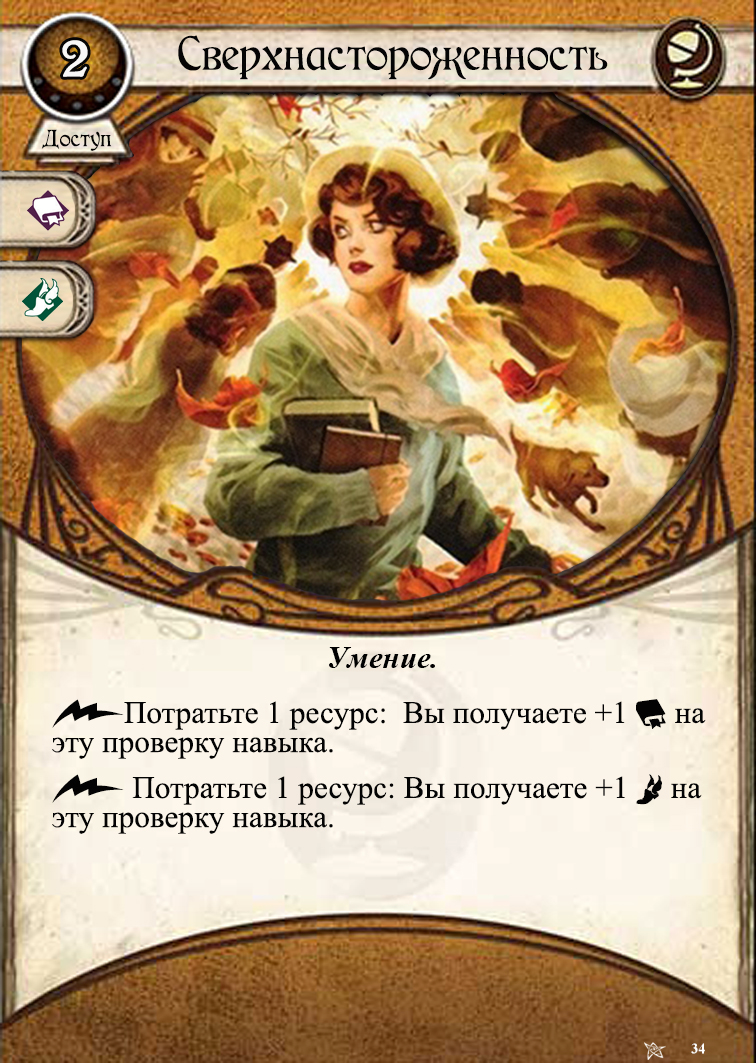 2
Сверхнастороженность
Доступ
Умение.
Потратьте 1 ресурс: Вы получаете +1 на
эту проверку навыка.
Потратьте 1 ресурс: Вы получаете +1 на
эту проверку навыка.
34